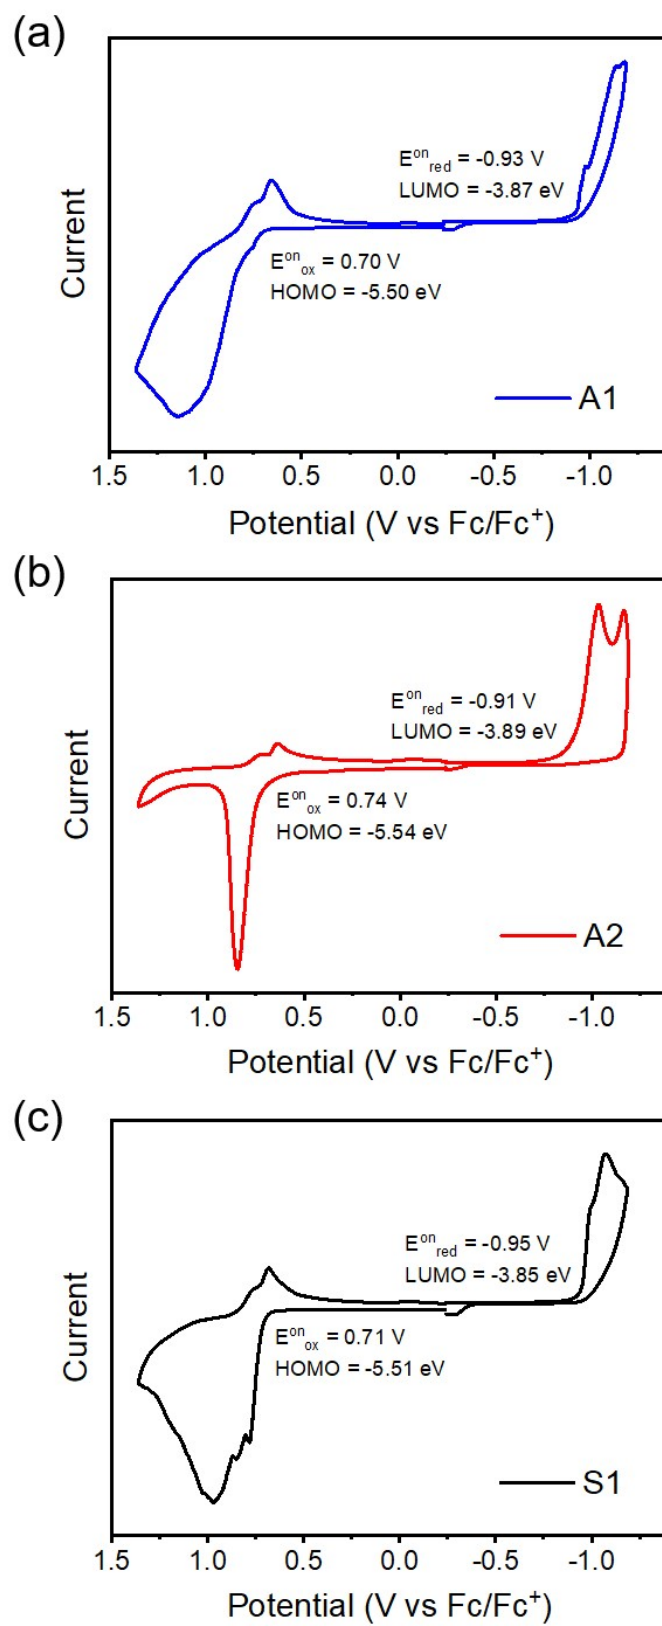 (a)
Current
E^on_red = -0.93 V
LUMO = -3.87 eV
E^on_ox = 0.70 V
HOMO = -5.50 eV
A1
1.5 1.0 0.5 0.0 -0.5 -1.0
Potential (V vs Fc/Fc⁺)
(b)
Current
E^on_red = -0.91 V
LUMO = -3.89 eV
E^on_ox = 0.74 V
HOMO = -5.54 eV
A2
1.5 1.0 0.5 0.0 -0.5 -1.0
Potential (V vs Fc/Fc⁺)
(c)
Current
E^on_red = -0.95 V
LUMO = -3.85 eV
E^on_ox = 0.71 V
HOMO = -5.51 eV
S1
1.5 1.0 0.5 0.0 -0.5 -1.0
Potential (V vs Fc/Fc⁺)